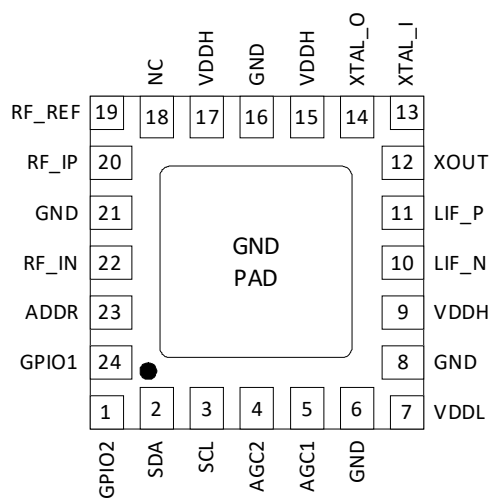 NC
VDDH
GND
VDDH
XTAL_O
XTAL_I
RF_REF 19 18 17 16 15 14 13
RF_IP 20 12 XOUT
GND 21 11 LIF_P
RF_IN 22 10 LIF_N
GND
PAD
ADDR 23 9 VDDH
GPIO1 24 8 GND
1 2 3 4 5 6 7 VDDL
GPIO2
SDA
SCL
AGC2
AGC1
GND